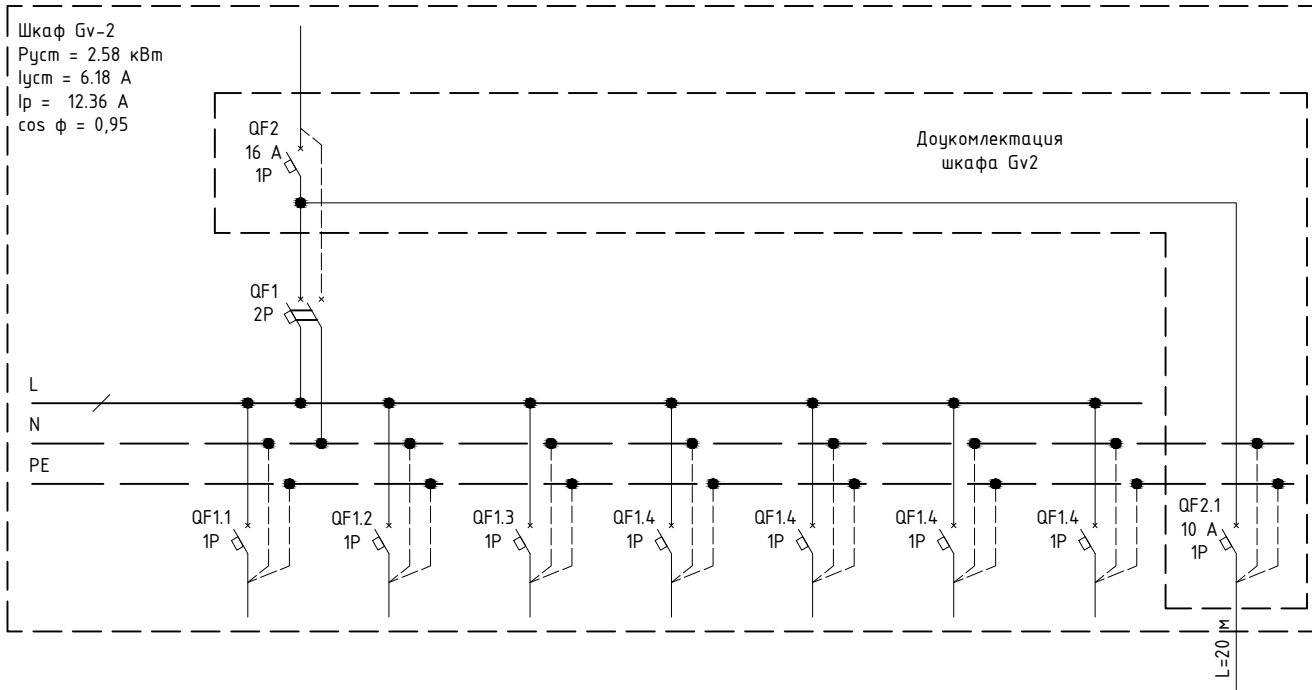 Шкаф Gv-2
Руст = 2.58 кВт
Iуст = 6.18 А
Iр = 12.36 А
cos φ = 0,95
QF2
16 А
1P
Доукомлектация
шкафа Gv2
QF1
2P
L
N
PE
QF1.1
1P
QF1.2
1P
QF1.3
1P
QF1.4
1P
QF1.4
1P
QF1.4
1P
QF1.4
1P
QF2.1
10 А
1P
L=20 м